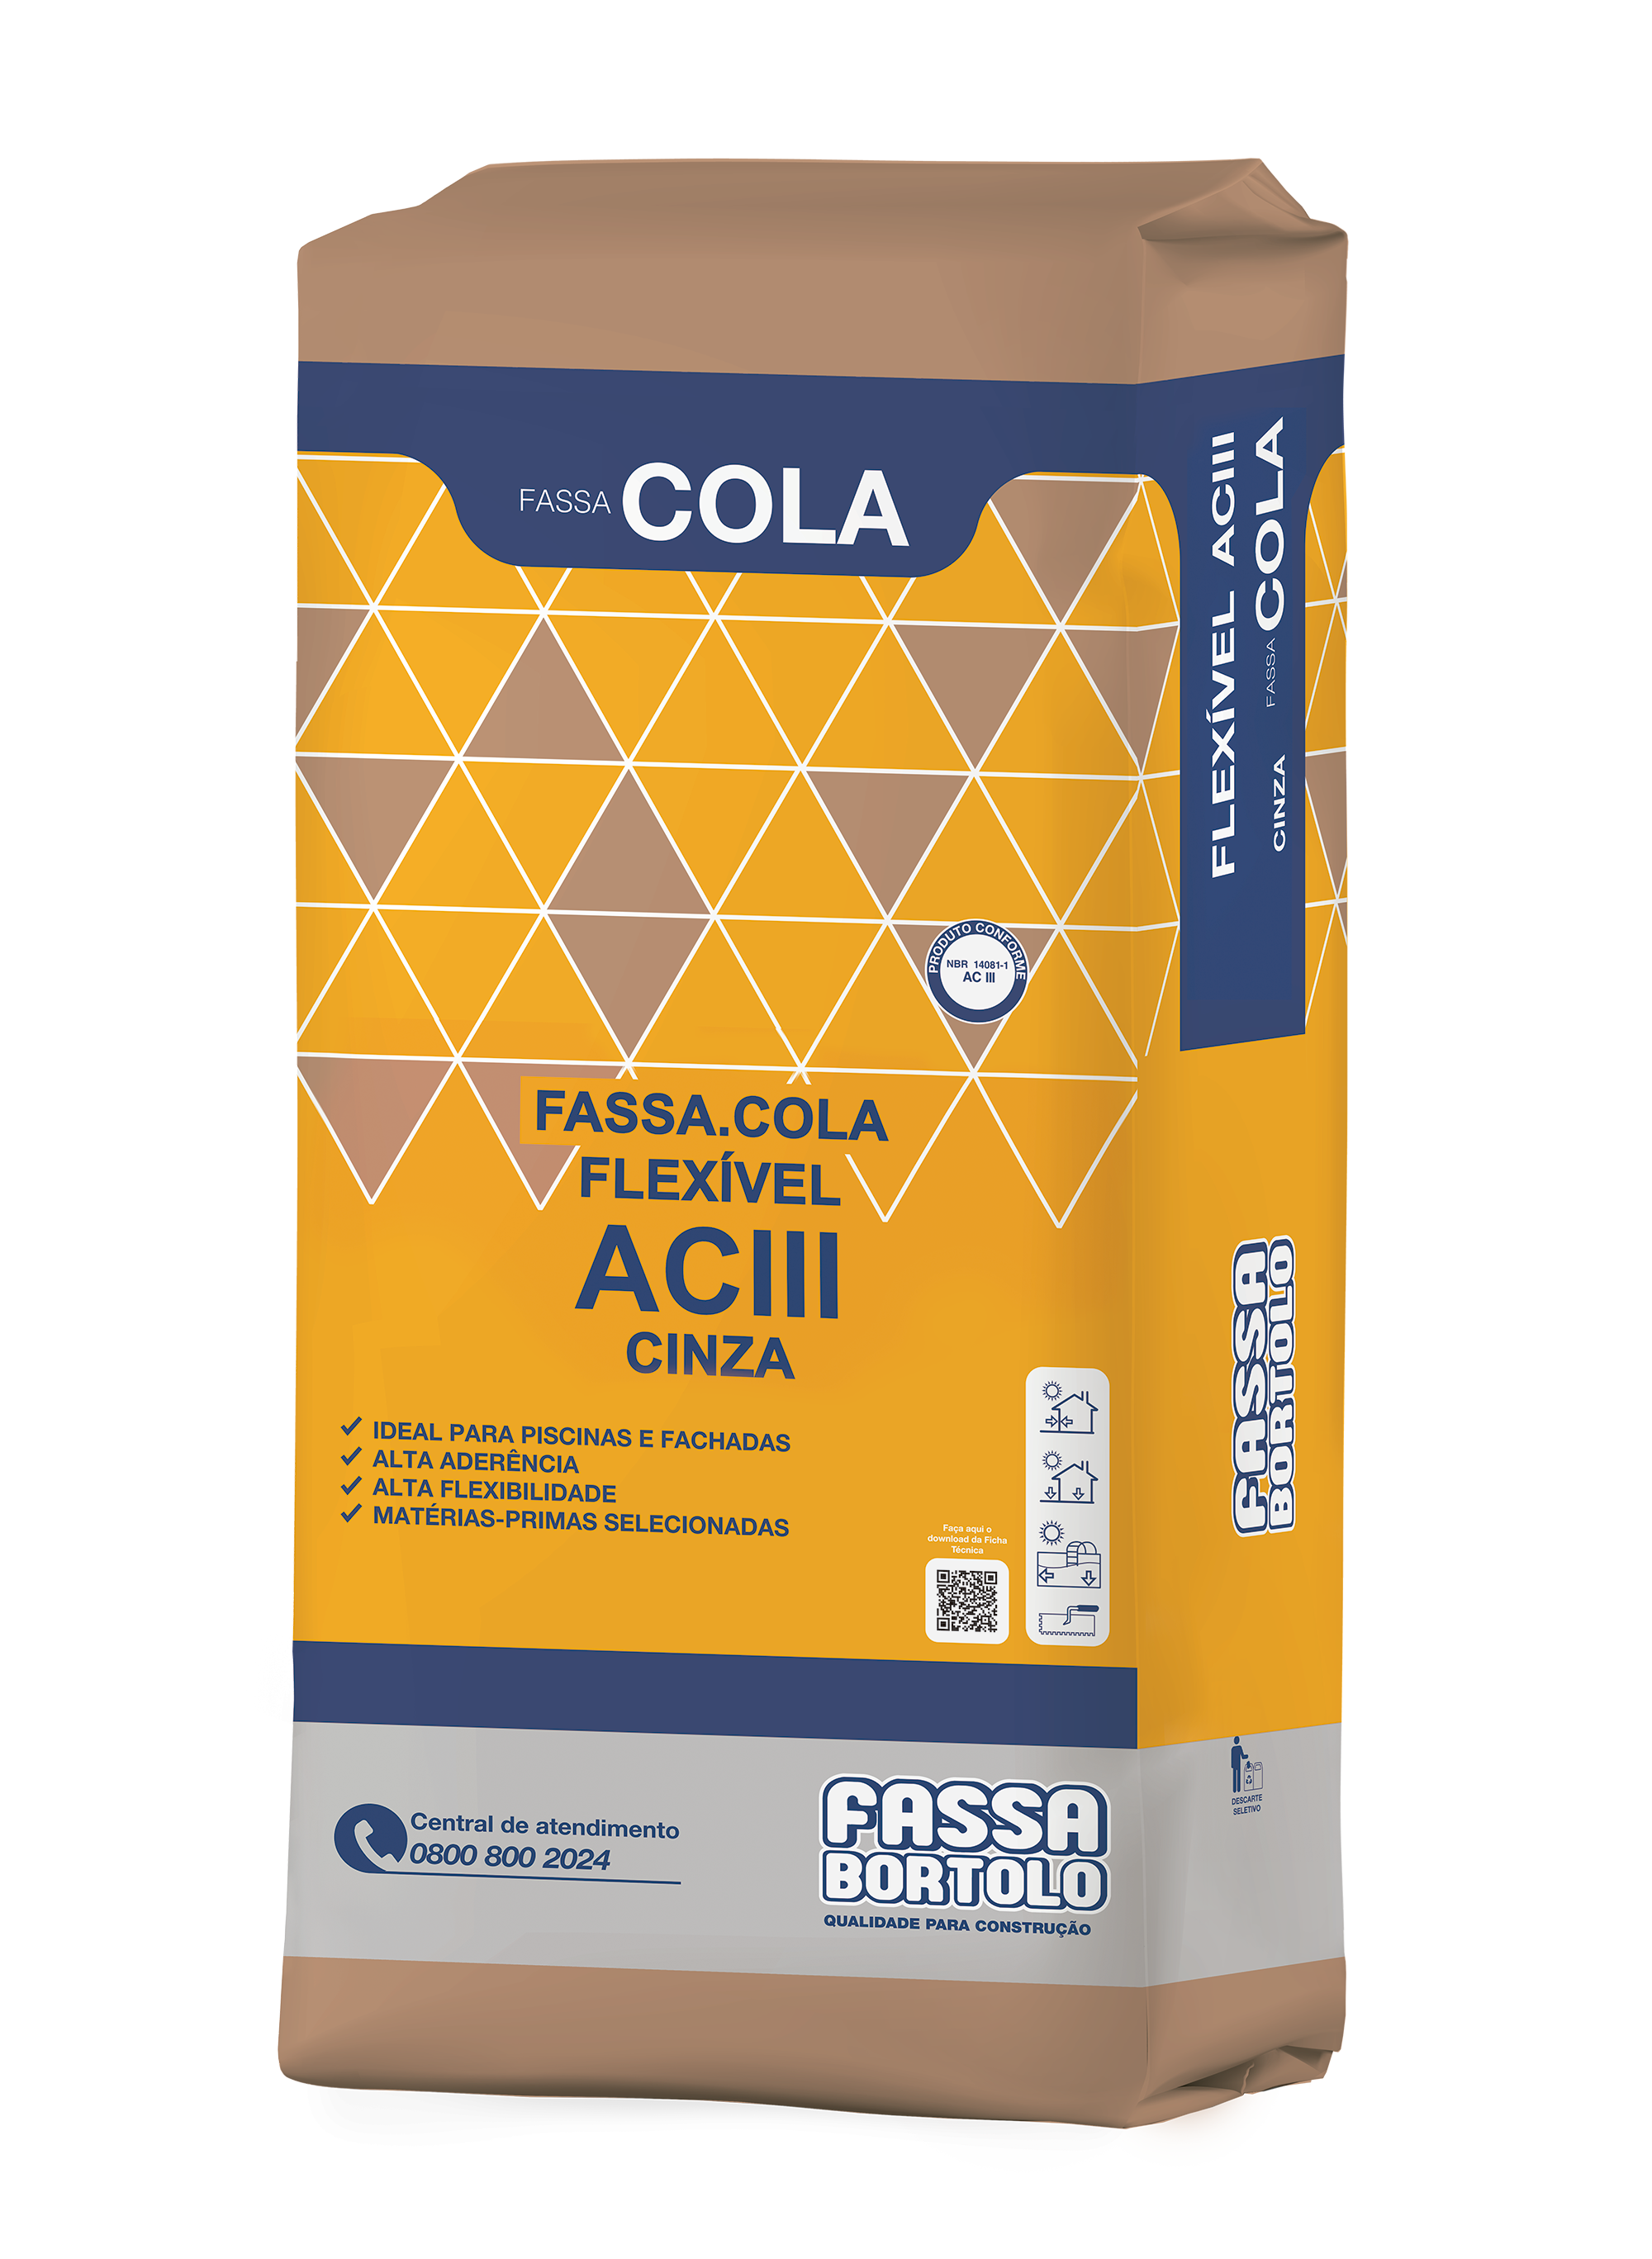 FASSA COLA
PRODUTO CONFORME
NBR 14081-1
AC III
FASSA.COLA
FLEXÍVEL
ACIII
CINZA
IDEAL PARA PISCINAS E FACHADAS
ALTA ADERÊNCIA
ALTA FLEXIBILIDADE
MATÉRIAS-PRIMAS SELECIONADAS
Faça aqui o
download da Ficha
Técnica
Central de atendimento
0800 800 2024
FASSA
BORTOLO
QUALIDADE PARA CONSTRUÇÃO
FLEXÍVEL ACIII
CINZA FASSA COLA
FASSA
BORTOLO
DESCARTE
SELETIVO